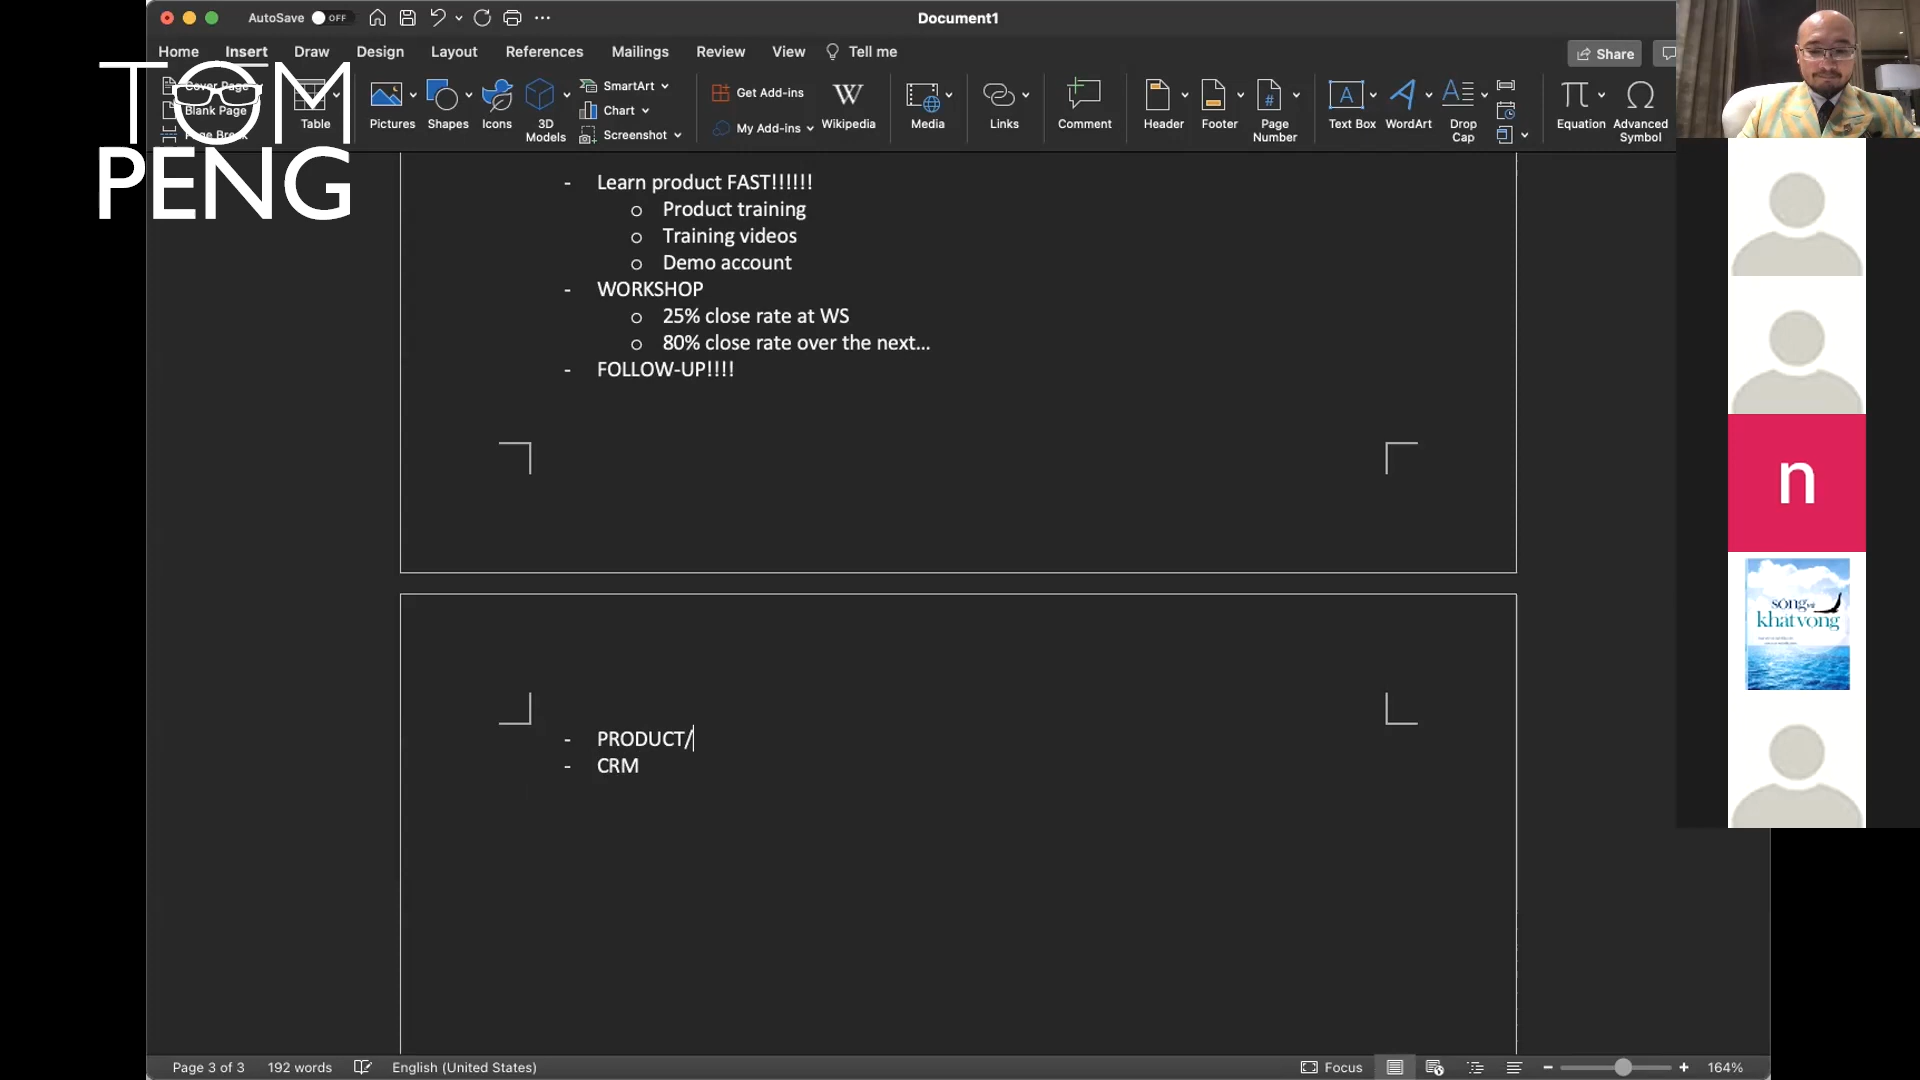 AutoSave OFF
Document1
Home Insert Draw Design Layout References Mailings Review View Tell me
Share
TOM
PENG
Cover Page
Blank Page
Page Break
Table
Pictures
Shapes
Icons
3D
Models
SmartArt
Chart
Screenshot
Get Add-ins
My Add-ins
W
Wikipedia
Media
Links
Comment
Header
Footer
#
Page
Number
A
Text Box
A
WordArt
A
Drop
Cap
π
Equation
Ω
Advanced
Symbol
- Learn product FAST!!!!!!
o Product training
o Training videos
o Demo account
- WORKSHOP
o 25% close rate at WS
o 80% close rate over the next...
- FOLLOW-UP!!!!
- PRODUCT/
- CRM
n
sống
khát vọng
Page 3 of 3 192 words English (United States) Focus 164%